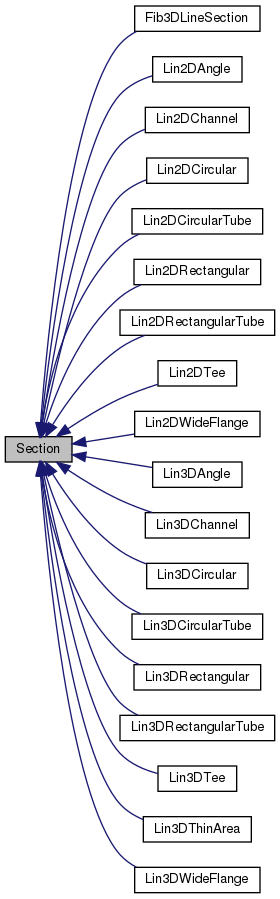 Fib3DLineSection
Lin2DAngle
Lin2DChannel
Lin2DCircular
Lin2DCircularTube
Lin2DRectangular
Lin2DRectangularTube
Lin2DTee
Lin2DWideFlange
Section
Lin3DAngle
Lin3DChannel
Lin3DCircular
Lin3DCircularTube
Lin3DRectangular
Lin3DRectangularTube
Lin3DTee
Lin3DThinArea
Lin3DWideFlange